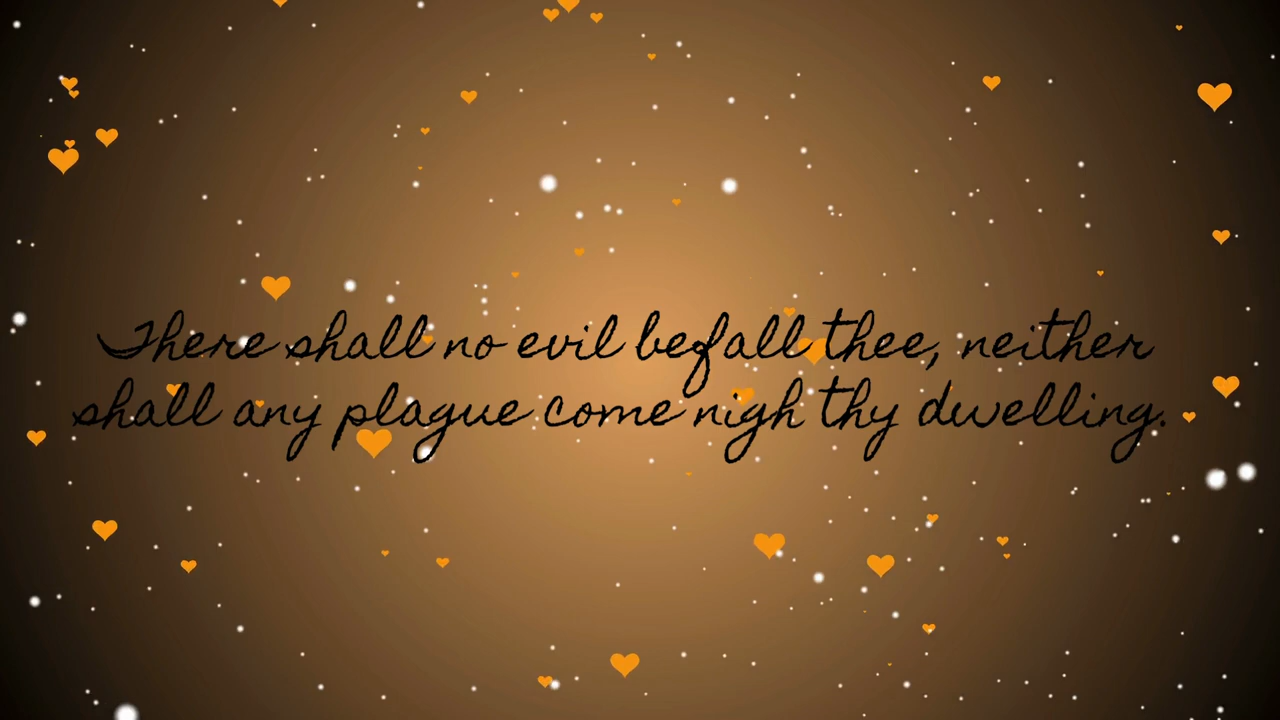 There shall no evil befall thee, neither
shall any plague come nigh thy dwelling.